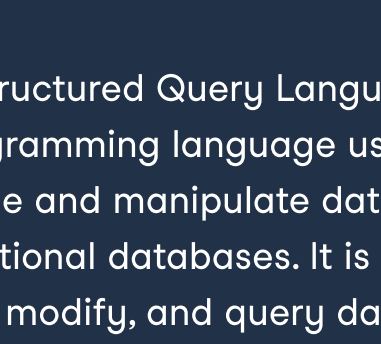 ructured Query Langu
gramming language us
e and manipulate dat
tional databases. It is
modify, and query da